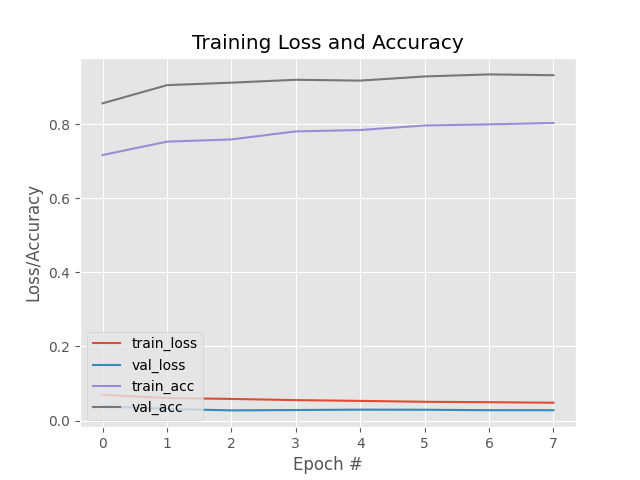 Training Loss and Accuracy
Loss/Accuracy
0.8
0.6
0.4
0.2
0.0
train_loss
val_loss
train_acc
val_acc
0 1 2 3 4 5 6 7
Epoch #